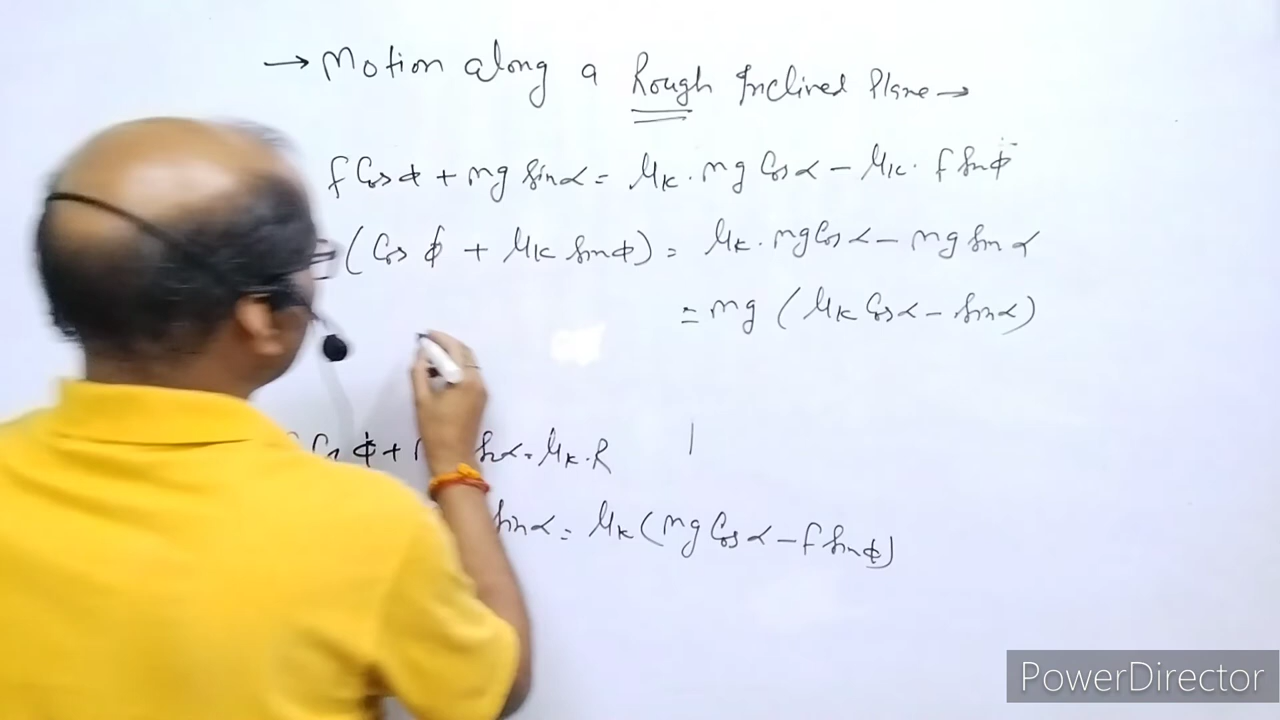 → Motion along a Rough Inclined Plane →
f Cos ϕ + mg Sin α = μk · mg Cos α − μk · f Sin ϕ
(Cos ϕ + μk Sin ϕ) = μk · mg Cos α − mg Sin α
= mg (μk Cos α − Sin α)
Cos ϕ + Sin α = μk · R
Sin α = μk (mg Cos α − f Sin ϕ)
PowerDirector